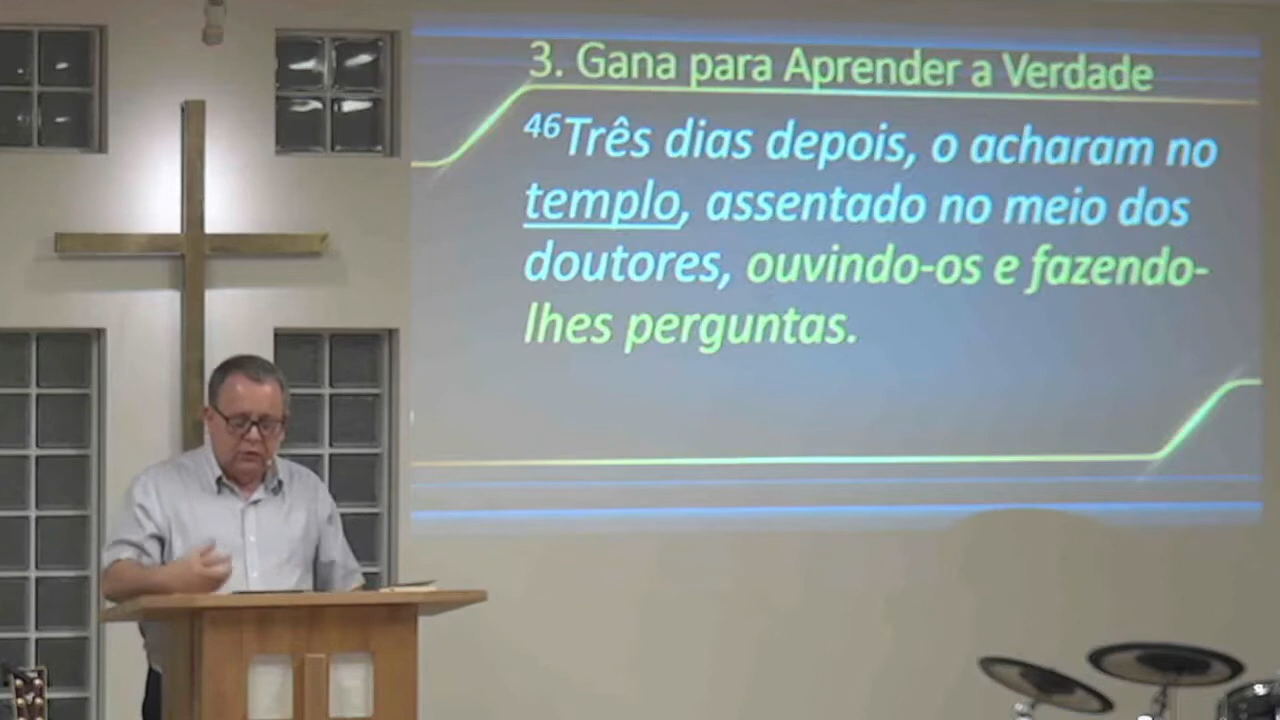 3. Gana para Aprender a Verdade
46Três dias depois, o acharam no
templo, assentado no meio dos
doutores, ouvindo-os e fazendo-
lhes perguntas.